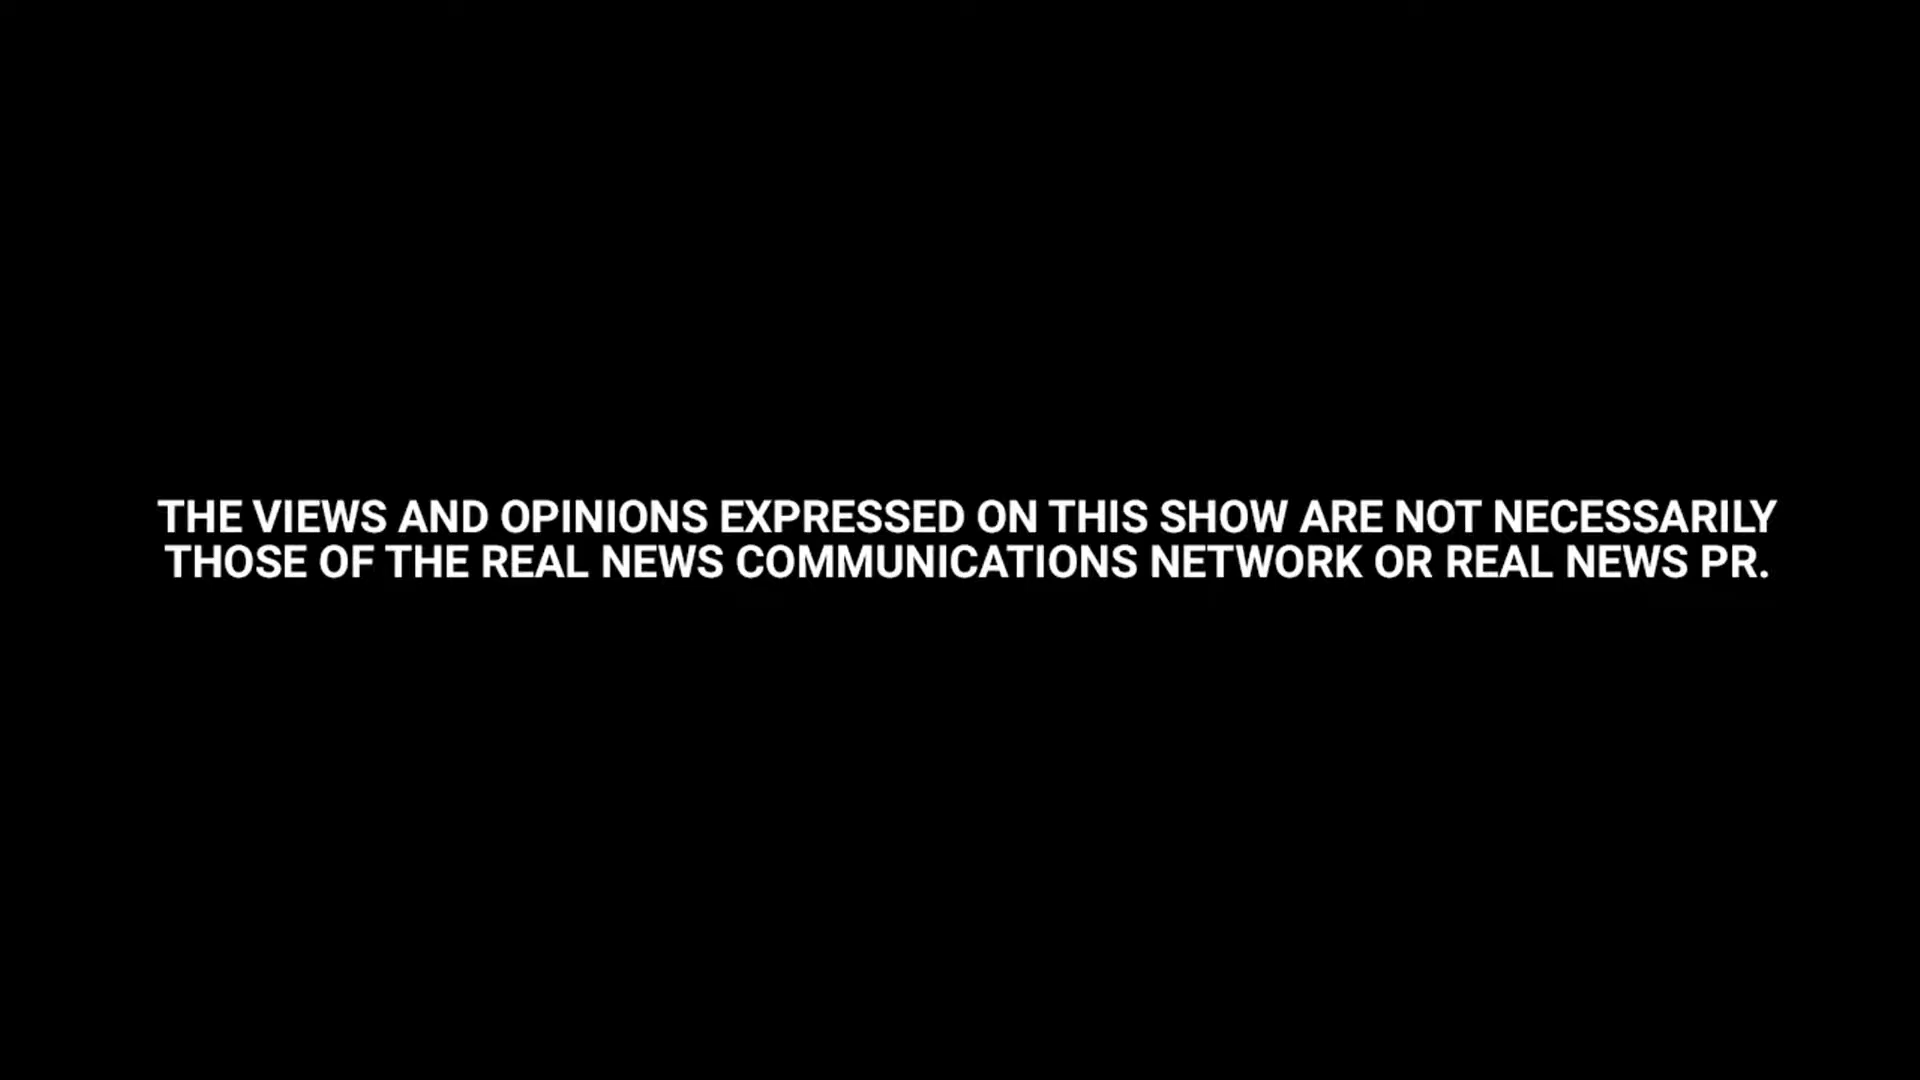 THE VIEWS AND OPINIONS EXPRESSED ON THIS SHOW ARE NOT NECESSARILY
THOSE OF THE REAL NEWS COMMUNICATIONS NETWORK OR REAL NEWS PR.